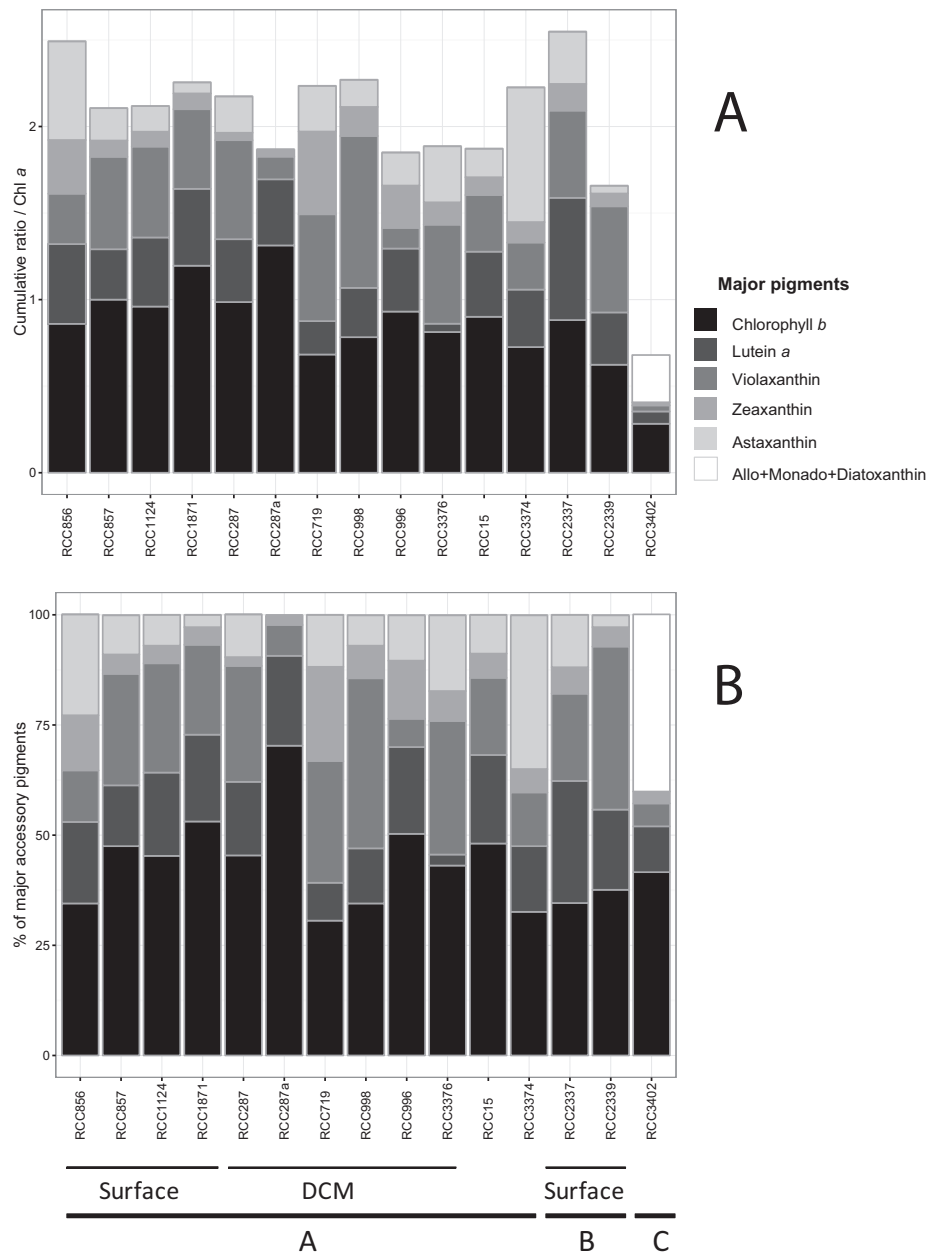 A
Cumulative ratio / Chl a
2
1
0
RCC856
RCC857
RCC1124
RCC1871
RCC287
RCC287a
RCC719
RCC998
RCC996
RCC3376
RCC15
RCC3374
RCC2337
RCC2339
RCC3402
Major pigments
Chlorophyll b
Lutein a
Violaxanthin
Zeaxanthin
Astaxanthin
Allo+Monado+Diatoxanthin
B
% of major accessory pigments
100
75
50
25
0
RCC856
RCC857
RCC1124
RCC1871
RCC287
RCC287a
RCC719
RCC998
RCC996
RCC3376
RCC15
RCC3374
RCC2337
RCC2339
RCC3402
Surface DCM Surface
A B C